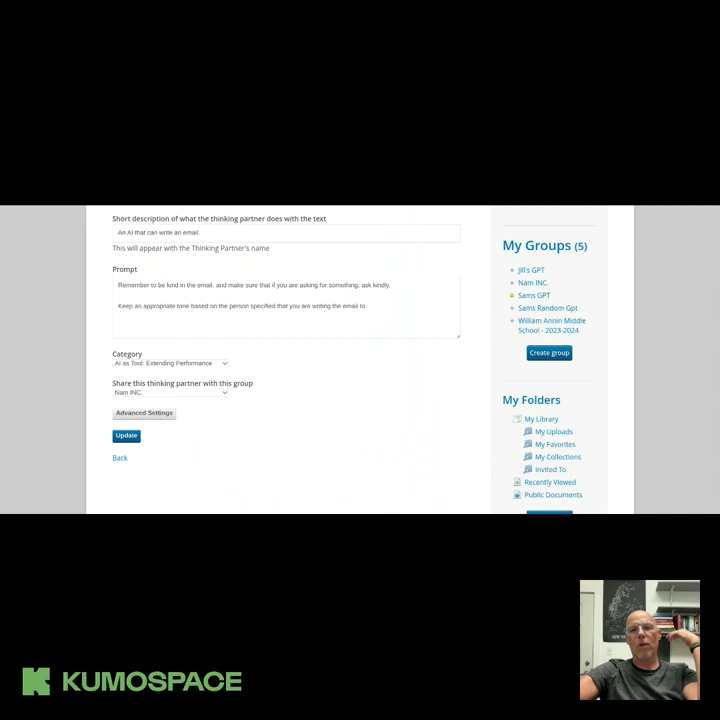 Short description of what the thinking partner does with the text
An AI that can write an email.
This will appear with the Thinking Partner's name
Prompt
Remember to be kind in the email, and make sure that if you are asking for something, ask kindly.
Keep an appropriate tone based on the person specified that you are writing the email to.
Category
AI as Tool: Extending Performance
Share this thinking partner with this group
Nam INC.
Advanced Settings
Update
Back
My Groups (5)
Jill's GPT
Nam INC.
Sams GPT
Sams Random Gpt
William Annin Middle
School - 2023-2024
Create group
My Folders
My Library
My Uploads
My Favorites
My Collections
Invited To
Recently Viewed
Public Documents
KUMOSPACE